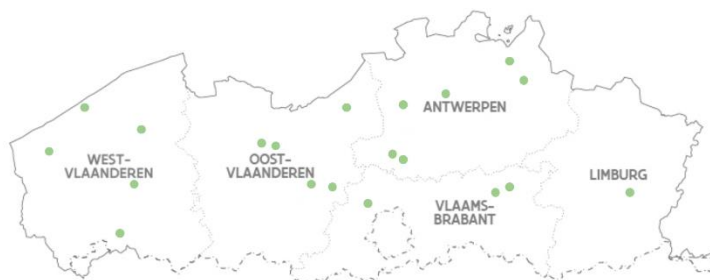 WEST-
VLAANDEREN
OOST-
VLAANDEREN
ANTWERPEN
VLAAMS-
BRABANT
LIMBURG